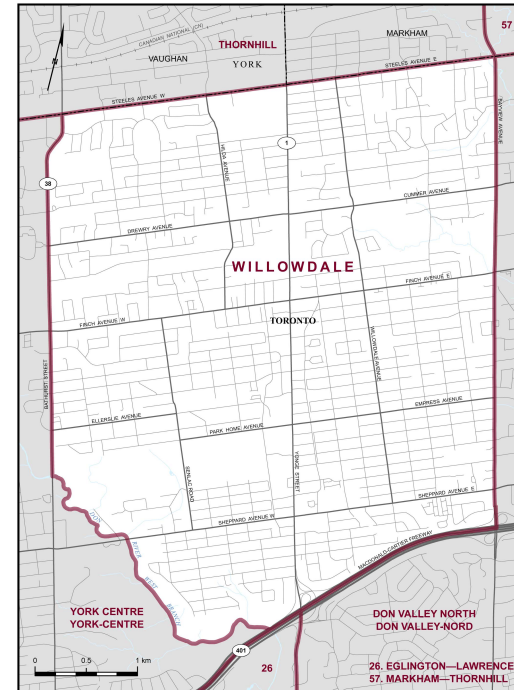 57
MARKHAM
CANADIAN NATIONAL (CN)
THORNHILL
VAUGHAN
YORK
N
STEELES AVENUE E
STEELES AVENUE W
BAYVIEW AVENUE
HILDA AVENUE
1
38
CUMMER AVENUE
DREWRY AVENUE
WILLOWDALE
FINCH AVENUE E
TORONTO
FINCH AVENUE W
WILLOWDALE AVENUE
BATHURST STREET
EMPRESS AVENUE
ELLERSLIE AVENUE
PARK HOME AVENUE
YONGE STREET
SENLAC ROAD
SHEPPARD AVENUE E
SHEPPARD AVENUE W
DON
RIVER
WEST
BRANCH
MACDONALD-CARTIER FREEWAY
YORK CENTRE
YORK-CENTRE
DON VALLEY NORTH
DON VALLEY-NORD
401
26
0 0.5 1 km
26. EGLINGTON—LAWRENCE
57. MARKHAM—THORNHILL